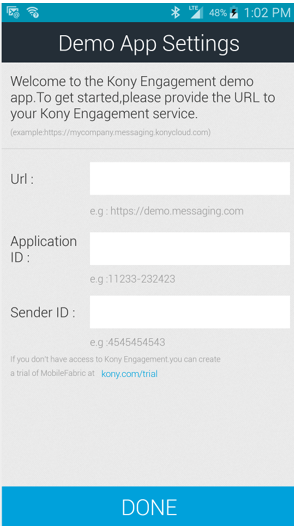 LTE 48% 1:02 PM
Demo App Settings
Welcome to the Kony Engagement demo
app.To get started,please provide the URL to
your Kony Engagement service.
(example:https://mycompany.messaging.konycloud.com)
Url :
e.g : https://demo.messaging.com
Application
ID :
e.g :11233-232423
Sender ID :
e.g :4545454543
If you don't have access to Kony Engagement:you can create
a trial of MobileFabric at kony.com/trial
DONE